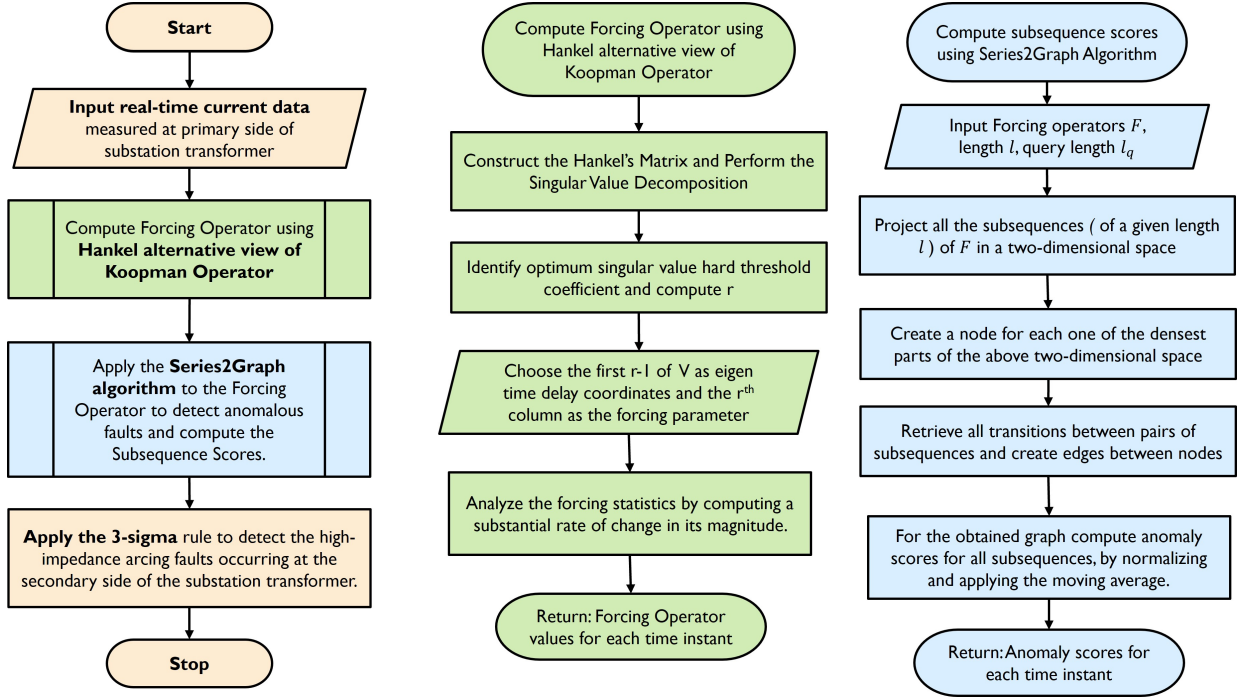 Start
Input real-time current data
measured at primary side of
substation transformer
Compute Forcing Operator using
Hankel alternative view of
Koopman Operator
Apply the Series2Graph
algorithm to the Forcing
Operator to detect anomalous
faults and compute the
Subsequence Scores.
Apply the 3-sigma rule to detect the high-
impedance arcing faults occurring at the
secondary side of the substation transformer.
Stop
Compute Forcing Operator using
Hankel alternative view of
Koopman Operator
Construct the Hankel's Matrix and Perform the
Singular Value Decomposition
Identify optimum singular value hard threshold
coefficient and compute r
Choose the first r-1 of V as eigen
time delay coordinates and the rᵗʰ
column as the forcing parameter
Analyze the forcing statistics by computing a
substantial rate of change in its magnitude.
Return: Forcing Operator
values for each time instant
Compute subsequence scores
using Series2Graph Algorithm
Input Forcing operators F,
length l, query length l_q
Project all the subsequences ( of a given length
l ) of F in a two-dimensional space
Create a node for each one of the densest
parts of the above two-dimensional space
Retrieve all transitions between pairs of
subsequences and create edges between nodes
For the obtained graph compute anomaly
scores for all subsequences, by normalizing
and applying the moving average.
Return: Anomaly scores for
each time instant